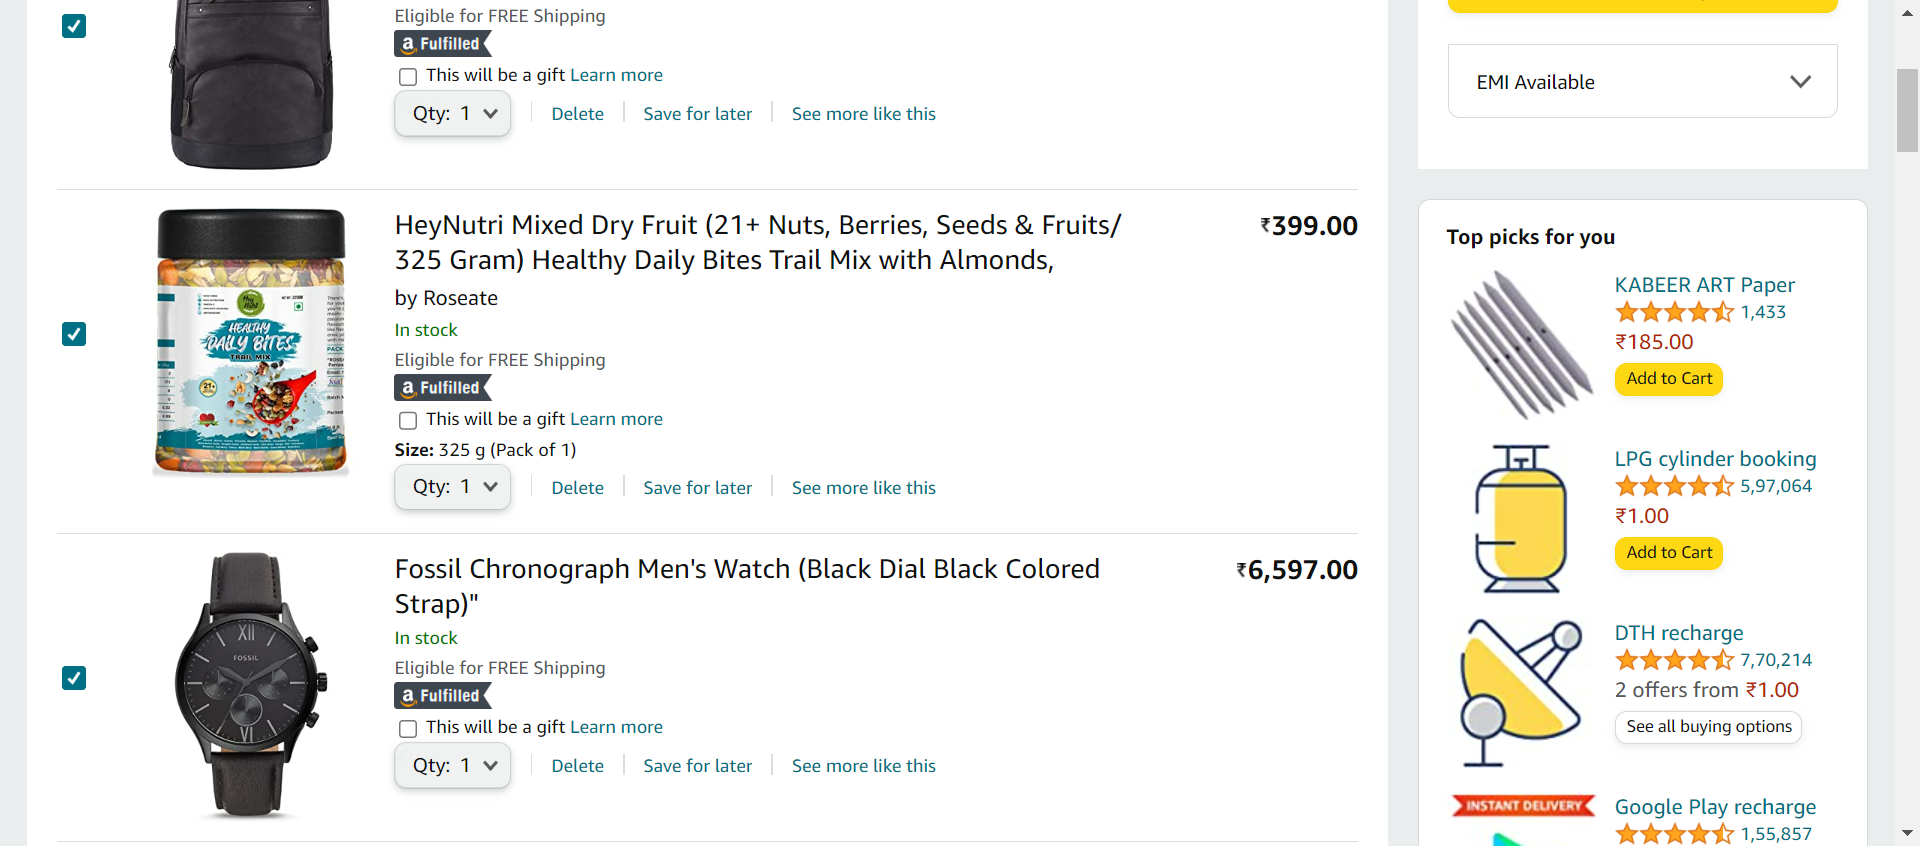 Eligible for FREE Shipping
a Fulfilled
This will be a gift Learn more
Qty: 1
Delete
Save for later
See more like this
HeyNutri Mixed Dry Fruit (21+ Nuts, Berries, Seeds & Fruits/
325 Gram) Healthy Daily Bites Trail Mix with Almonds,
by Roseate
In stock
Eligible for FREE Shipping
a Fulfilled
This will be a gift Learn more
Size: 325 g (Pack of 1)
Qty: 1
Delete
Save for later
See more like this
₹399.00
HEALTHY
DAILY BITES
TRAIL MIX
21+
Fossil Chronograph Men's Watch (Black Dial Black Colored
Strap)"
In stock
Eligible for FREE Shipping
a Fulfilled
This will be a gift Learn more
Qty: 1
Delete
Save for later
See more like this
₹6,597.00
XII
FOSSIL
VI
EMI Available
Top picks for you
KABEER ART Paper
1,433
₹185.00
Add to Cart
LPG cylinder booking
5,97,064
₹1.00
Add to Cart
DTH recharge
7,70,214
2 offers from ₹1.00
See all buying options
INSTANT DELIVERY
Google Play recharge
1,55,857